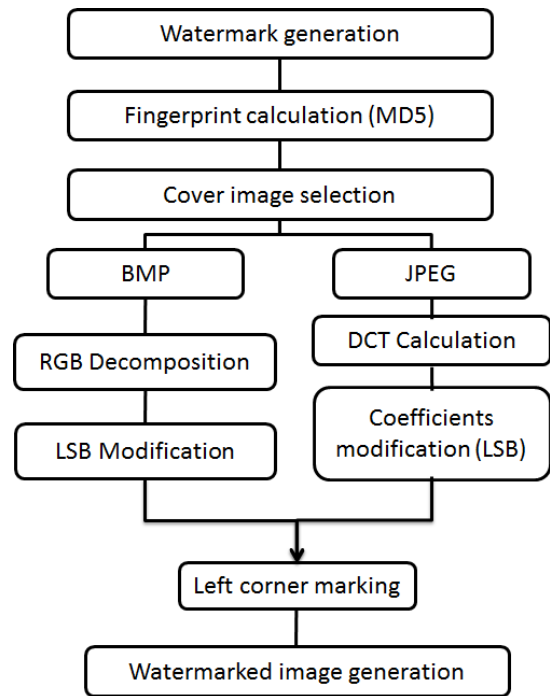 Watermark generation
Fingerprint calculation (MD5)
Cover image selection
BMP
JPEG
RGB Decomposition
DCT Calculation
LSB Modification
Coefficients
modification (LSB)
Left corner marking
Watermarked image generation